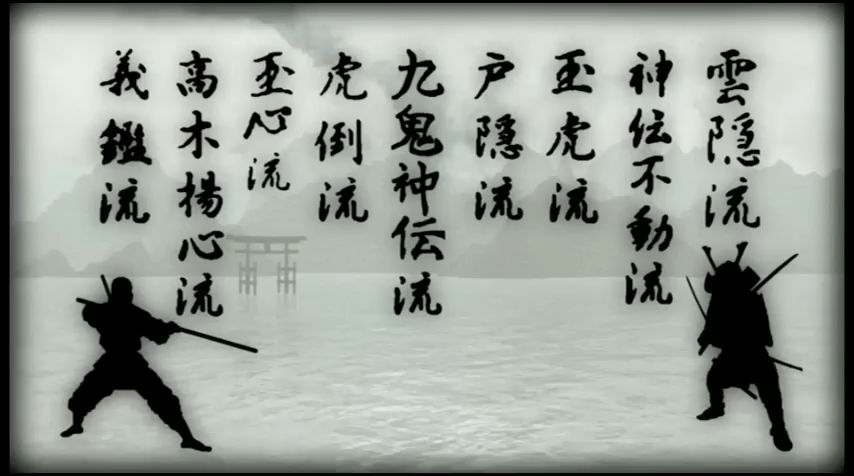 雲隠流
神伝不動流
玉虎流
戸隠流
九鬼神伝流
虎倒流
玉心流
高木揚心流
義鑑流